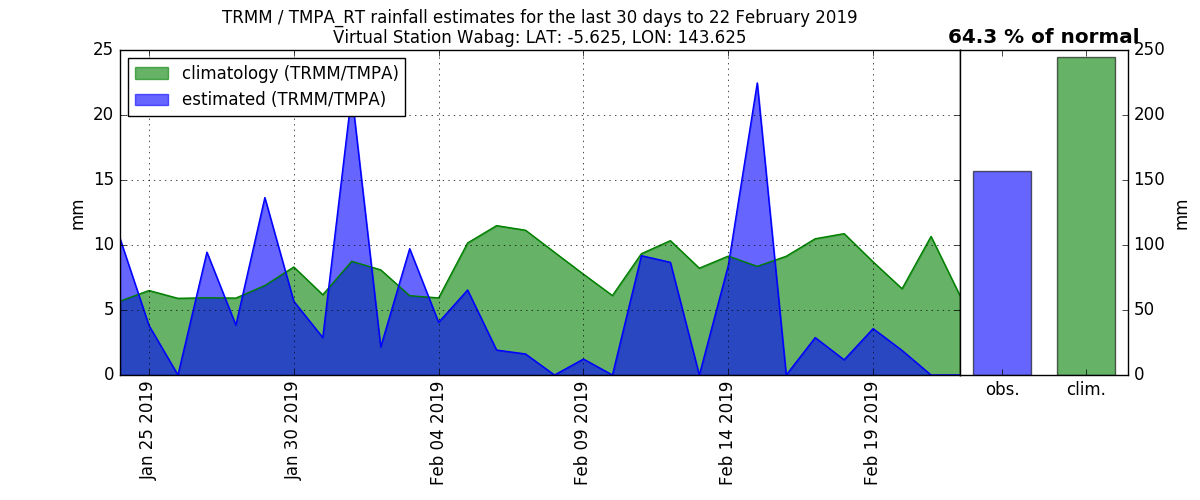 TRMM / TMPA_RT rainfall estimates for the last 30 days to 22 February 2019
Virtual Station Wabag: LAT: -5.625, LON: 143.625
64.3 % of normal
climatology (TRMM/TMPA)
estimated (TRMM/TMPA)
25
20
15
10
5
0
mm
Jan 25 2019
Jan 30 2019
Feb 04 2019
Feb 09 2019
Feb 14 2019
Feb 19 2019
250
200
150
100
50
0
mm
obs.
clim.